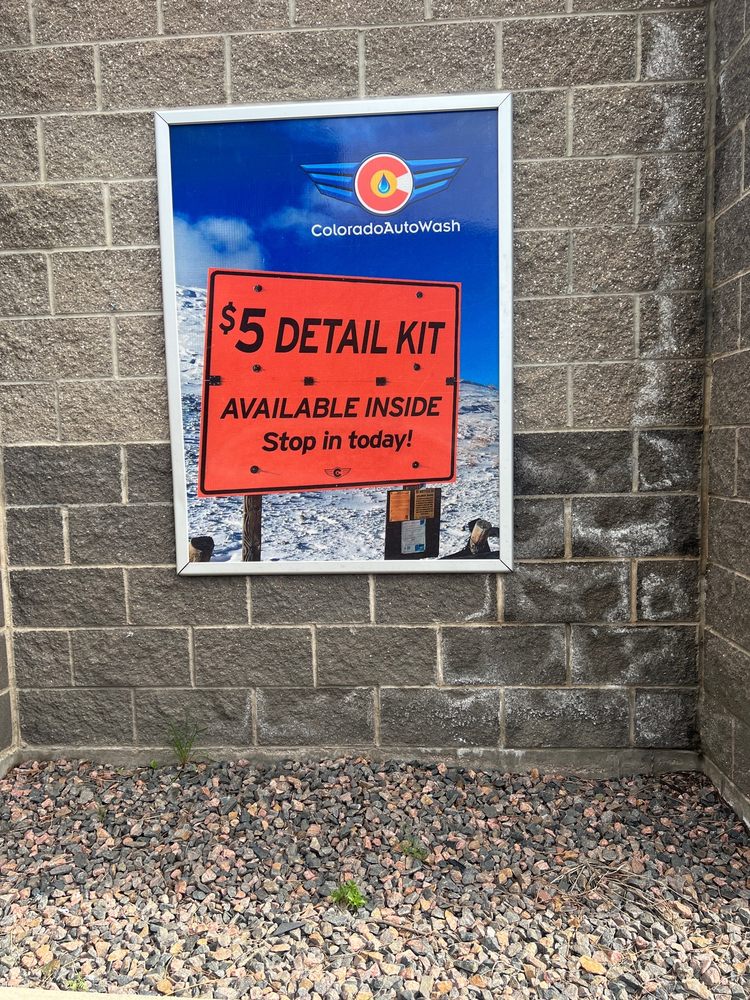 ColoradoAutoWash
$5 DETAIL KIT
AVAILABLE INSIDE
Stop in today!